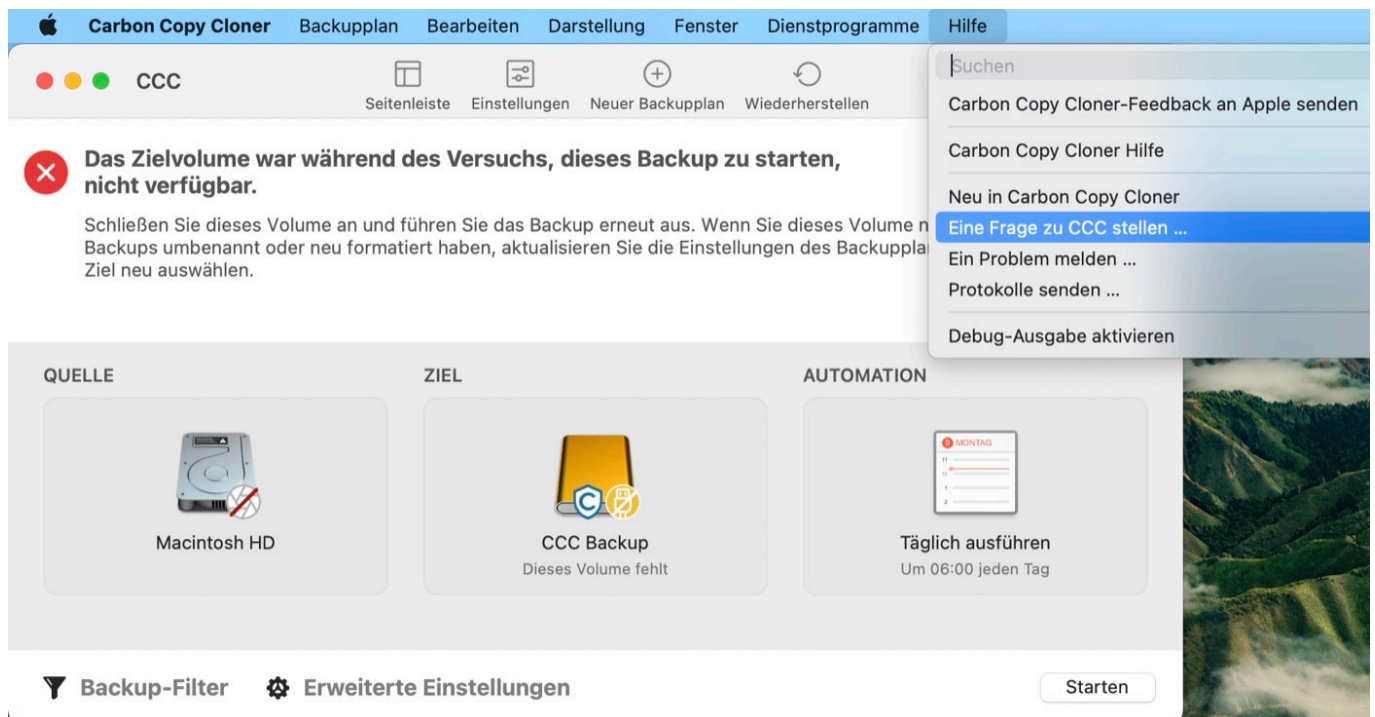 Carbon Copy Cloner Backupplan Bearbeiten Darstellung Fenster Dienstprogramme Hilfe
CCC
Seitenleiste Einstellungen Neuer Backupplan Wiederherstellen
Suchen
Carbon Copy Cloner-Feedback an Apple senden
Carbon Copy Cloner Hilfe
Neu in Carbon Copy Cloner
Eine Frage zu CCC stellen ...
Ein Problem melden ...
Protokolle senden ...
Debug-Ausgabe aktivieren
Das Zielvolume war während des Versuchs, dieses Backup zu starten,
nicht verfügbar.
Schließen Sie dieses Volume an und führen Sie das Backup erneut aus. Wenn Sie dieses Volume
Backups umbenannt oder neu formatiert haben, aktualisieren Sie die Einstellungen des
Ziel neu auswählen.
QUELLE ZIEL AUTOMATION
MONTAG
11
1
2
Macintosh HD CCC Backup Täglich ausführen
Dieses Volume fehlt Um 06:00 jeden Tag
Backup-Filter Erweiterte Einstellungen Starten